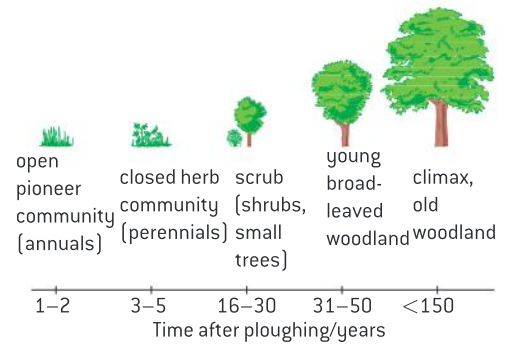 open
pioneer
community
(annuals)
closed herb
community
(perennials)
scrub
(shrubs,
small
trees)
young
broad-
leaved
woodland
climax,
old
woodland
1–2
3–5
16–30
31–50
<150
Time after ploughing/years